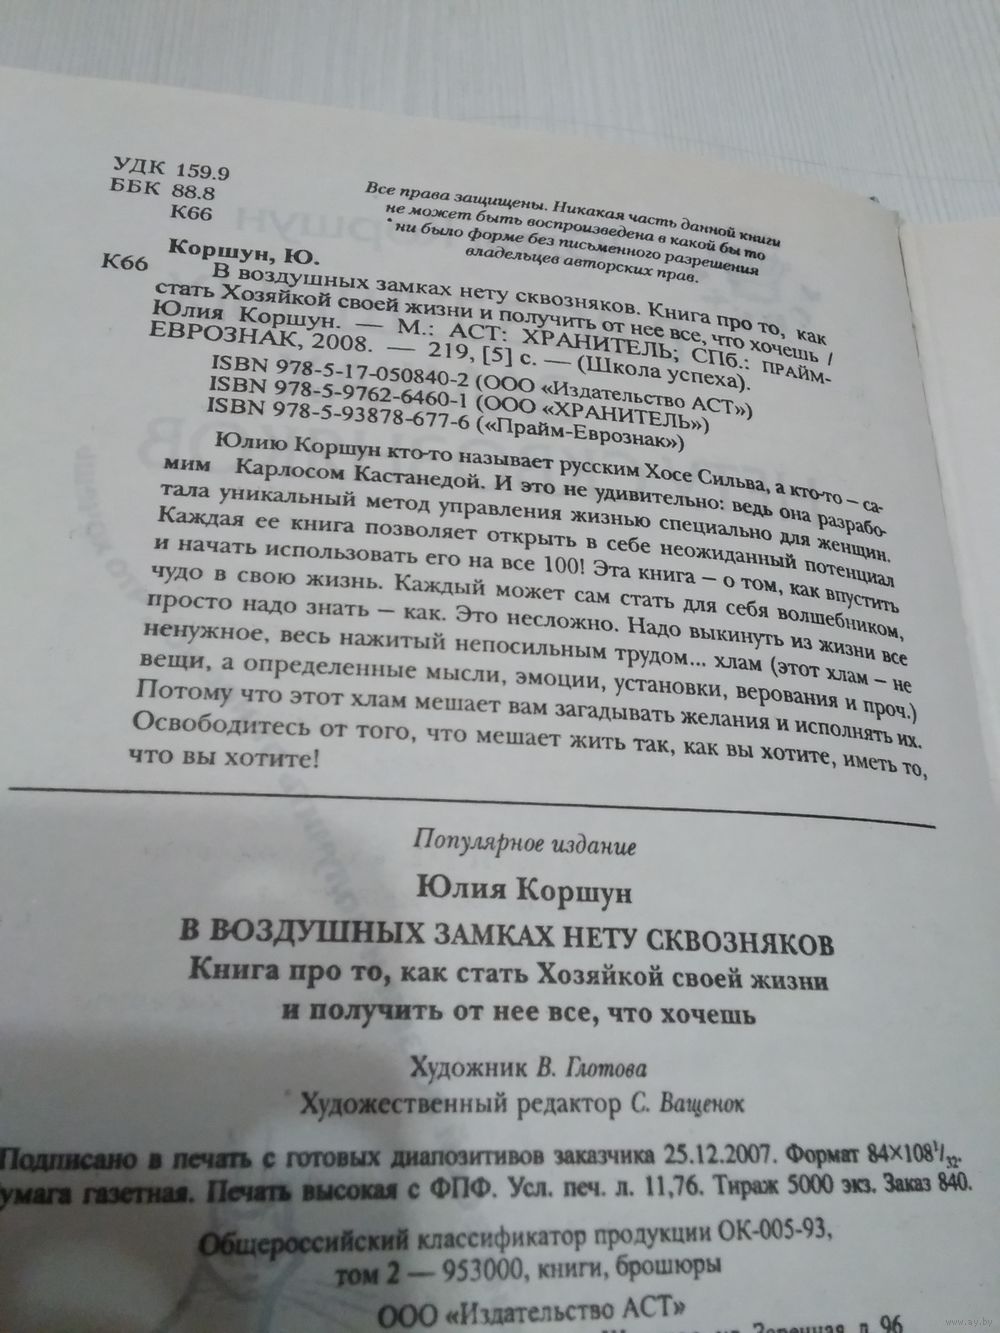 УДК 159.9
ББК 88.8
К66
Все права защищены. Никакая часть данной книги
не может быть воспроизведена в какой бы то
ни было форме без письменного разрешения
владельцев авторских прав.
Коршун, Ю.
К66
В воздушных замках нету сквозняков. Книга про то, как
стать Хозяйкой своей жизни и получить от нее все, что хочешь /
Юлия Коршун. — М.: АСТ: ХРАНИТЕЛЬ; СПб.: ПРАЙМ-
ЕВРОЗНАК, 2008. — 219, [5] с. — (Школа успеха).
ISBN 978-5-17-050840-2 (ООО «Издательство АСТ»)
ISBN 978-5-9762-6460-1 (ООО «ХРАНИТЕЛЬ»)
ISBN 978-5-93878-677-6 («Прайм-Еврознак»)
Юлию Коршун кто-то называет русским Хосе Сильва, а кто-то – са-
мим Карлосом Кастанедой. И это не удивительно: ведь она разрабо-
тала уникальный метод управления жизнью специально для женщин.
Каждая ее книга позволяет открыть в себе неожиданный потенциал
и начать использовать его на все 100! Эта книга – о том, как впустить
чудо в свою жизнь. Каждый может сам стать для себя волшебником,
просто надо знать – как. Это несложно. Надо выкинуть из жизни все
ненужное, весь нажитый непосильным трудом... хлам (этот хлам – не
вещи, а определенные мысли, эмоции, установки, верования и проч.)
Потому что этот хлам мешает вам загадывать желания и исполнять их.
Освободитесь от того, что мешает жить так, как вы хотите, иметь то,
что вы хотите!
Популярное издание
Юлия Коршун
В ВОЗДУШНЫХ ЗАМКАХ НЕТУ СКВОЗНЯКОВ
Книга про то, как стать Хозяйкой своей жизни
и получить от нее все, что хочешь
Художник В. Глотова
Художественный редактор С. Ващенок
Подписано в печать с готовых диапозитивов заказчика 25.12.2007. Формат 84×108 1/32.
умага газетная. Печать высокая с ФПФ. Усл. печ. л. 11,76. Тираж 5000 экз. Заказ 840.
Общероссийский классификатор продукции ОК-005-93,
том 2 — 953000, книги, брошюры
ООО «Издательство АСТ»
96
www.ay.by